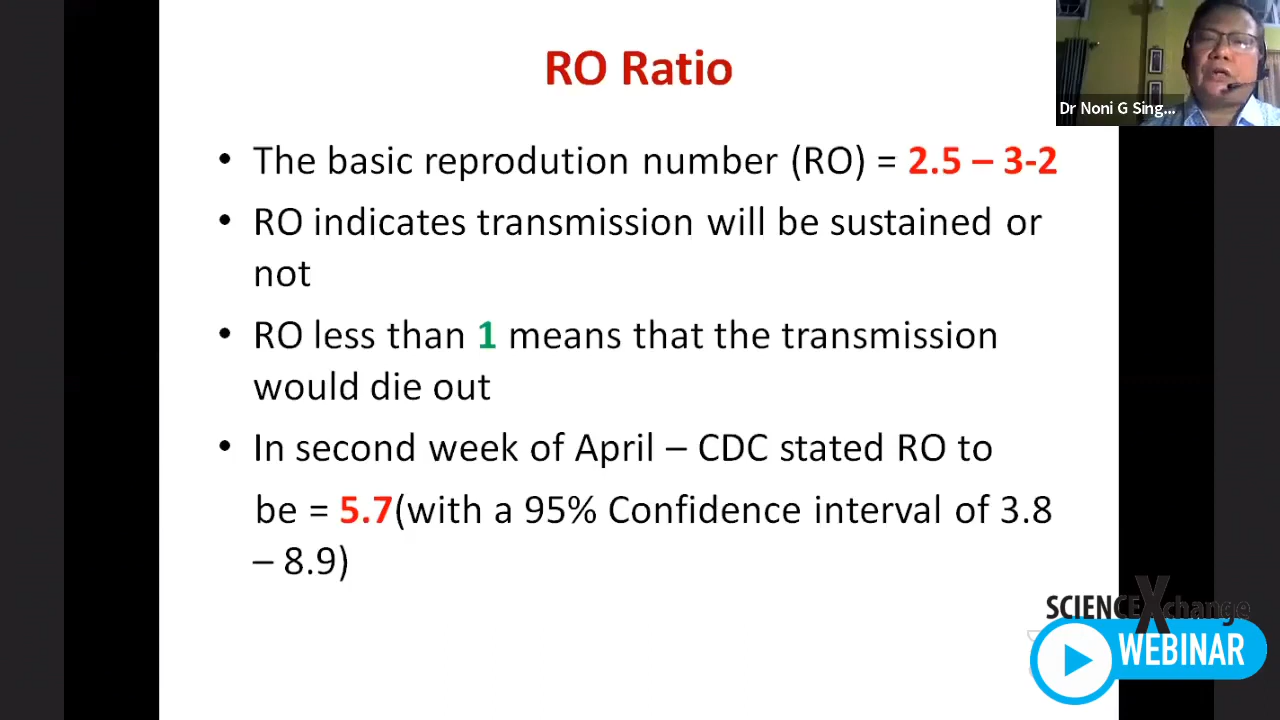 RO Ratio
Dr Noni G Sing...
• The basic reprodution number (RO) = 2.5 – 3-2
• RO indicates transmission will be sustained or
not
• RO less than 1 means that the transmission
would die out
• In second week of April – CDC stated RO to
be = 5.7(with a 95% Confidence interval of 3.8
– 8.9)
SCIENCEXchange
WEBINAR